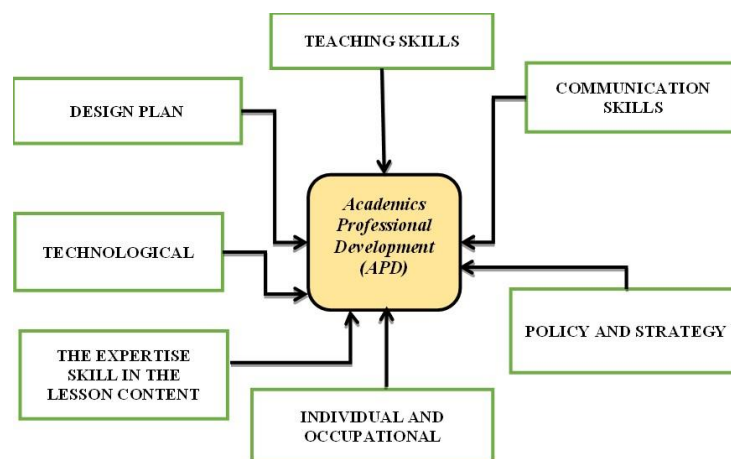 TEACHING SKILLS
COMMUNICATION
SKILLS
DESIGN PLAN
Academics
Professional
Development
(APD)
TECHNOLOGICAL
POLICY AND STRATEGY
THE EXPERTISE
SKILL IN THE
LESSON CONTENT
INDIVIDUAL AND
OCCUPATIONAL